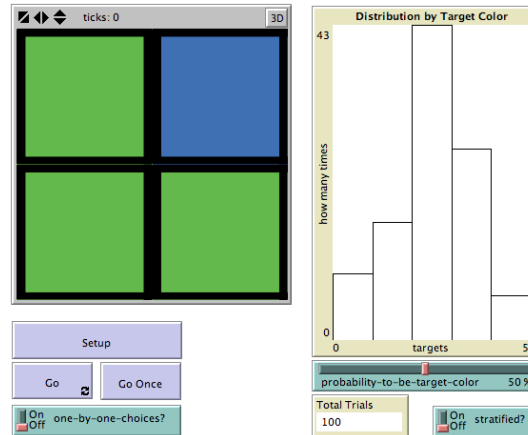 ticks: 0
3D
Distribution by Target Color
43
how many times
0
0
targets
5
Setup
Go
Go Once
On
Off
one-by-one-choices?
probability-to-be-target-color
50 %
Total Trials
100
On
Off
stratified?